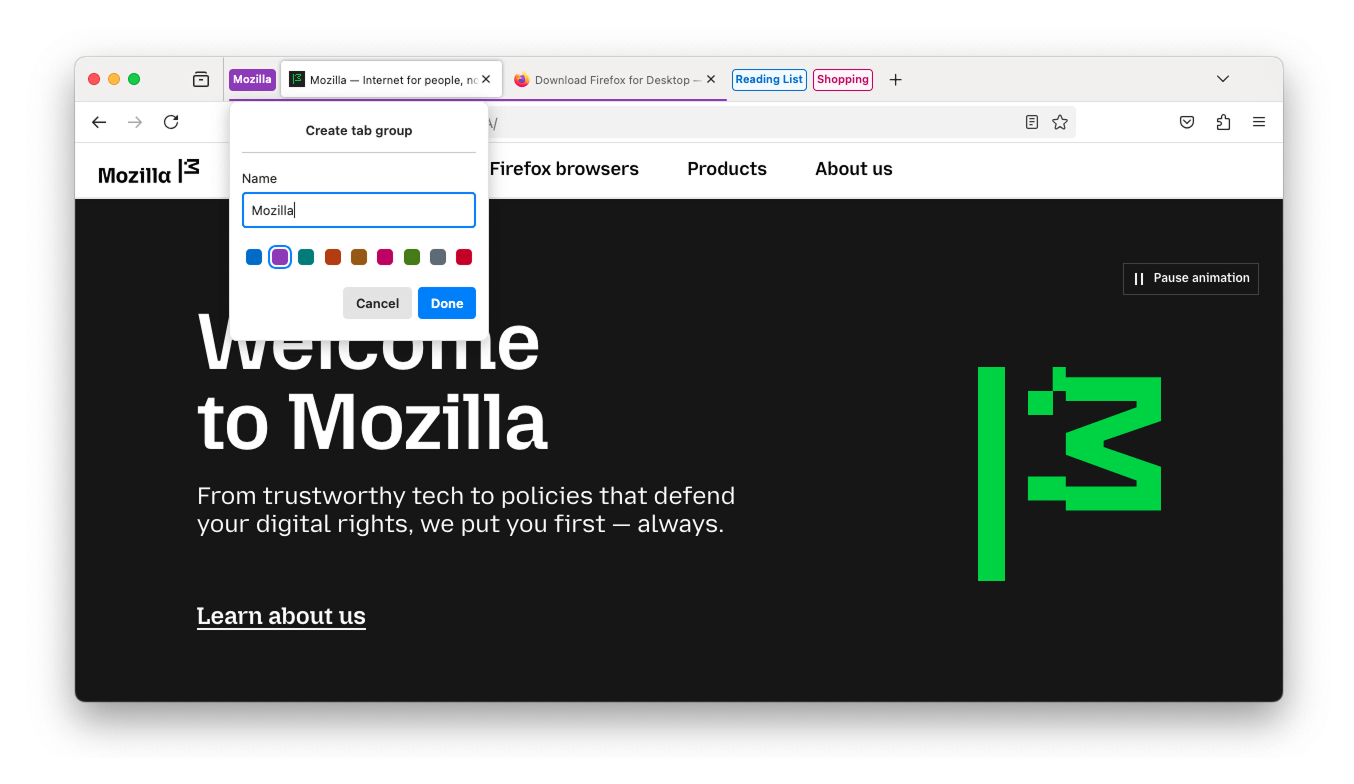 Mozilla
Mozilla — Internet for people, no
Download Firefox for Desktop —
Reading List
Shopping
Create tab group
Name
Mozilla
Cancel
Done
/
Mozilla
Firefox browsers
Products
About us
Pause animation
Welcome
to Mozilla
From trustworthy tech to policies that defend
your digital rights, we put you first — always.
Learn about us